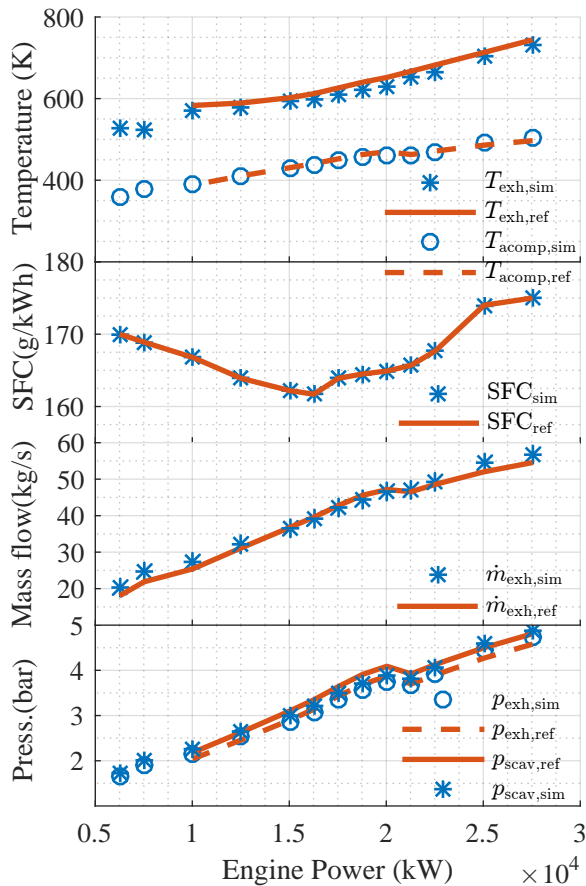 800
600
400
Temperature (K)
T_exh,sim
T_exh,ref
T_acomp,sim
T_acomp,ref
180
170
160
SFC(g/kWh)
SFC_sim
SFC_ref
60
50
40
30
20
Mass flow(kg/s)
ṁ_exh,sim
ṁ_exh,ref
5
4
3
2
Press.(bar)
p_exh,sim
p_exh,ref
p_scav,ref
p_scav,sim
0.5 1 1.5 2 2.5 3
Engine Power (kW)
×10⁴